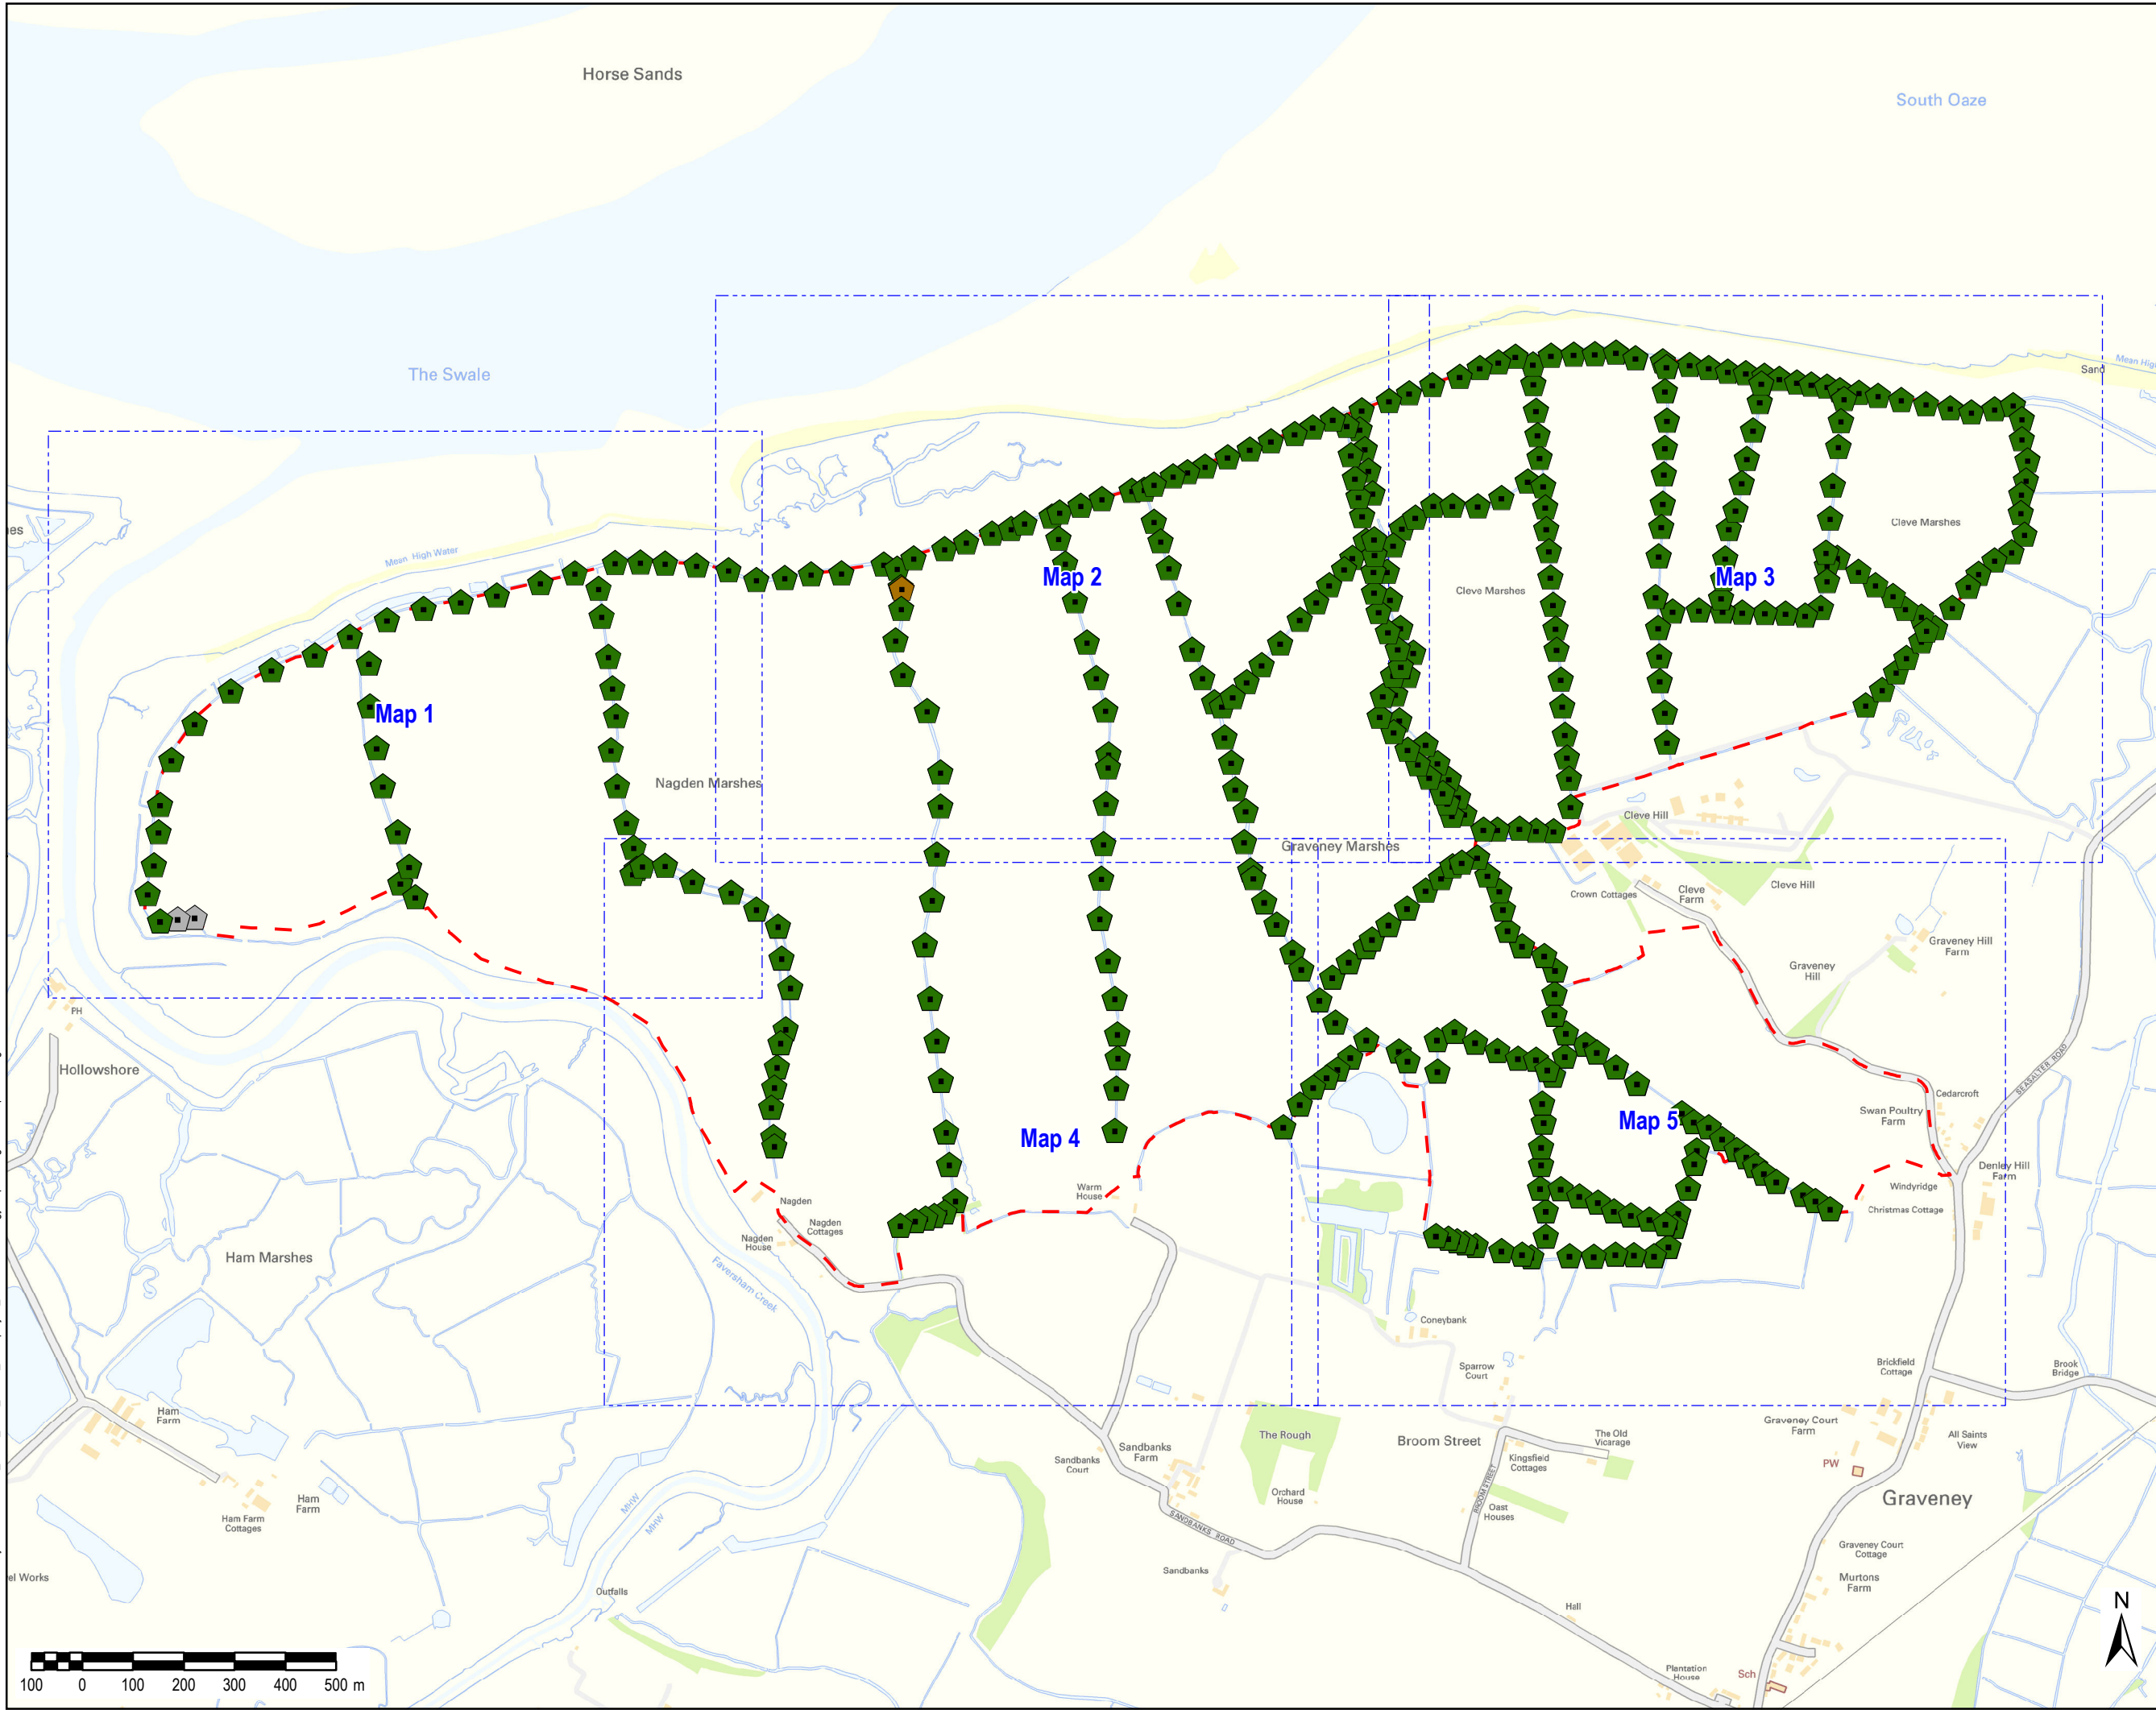 Horse Sands
South Oaze
The Swale
Sand
Mean High Water
Cleve Marshes
Map 2
Map 3
Cleve Marshes
Map 1
Nagden Marshes
Cleve Hill
Graveney Marshes
Cleve Hill
Crown Cottages
Cleve
Farm
Graveney Hill
Farm
Graveney
Hill
PH
Hollowshore
SEASALTER ROAD
Cedarcroft
Swan Poultry
Farm
Map 5
Map 4
Denley Hill
Farm
Windyridge
Warm
House
Nagden
Christmas Cottage
Nagden
Cottages
Nagden
House
Ham Marshes
Faversham Creek
Coneybank
Sparrow
Court
Brickfield
Cottage
Brook
Bridge
Ham
Farm
Graveney Court
Farm
The Rough
Broom Street
The Old
Vicarage
All Saints
View
Sandbanks
Farm
Sandbanks
Court
Kingsfield
Cottages
PW
Graveney
Ham
Farm
Orchard
House
BROOM STREET
Oast
Houses
MHW
MHW
Ham Farm
Cottages
SANDBANKS ROAD
Graveney Court
Cottage
Sandbanks
el Works
Murtons
Farm
Outfalls
Hall
N
Plantation
House
Sch
100 0 100 200 300 400 500 m